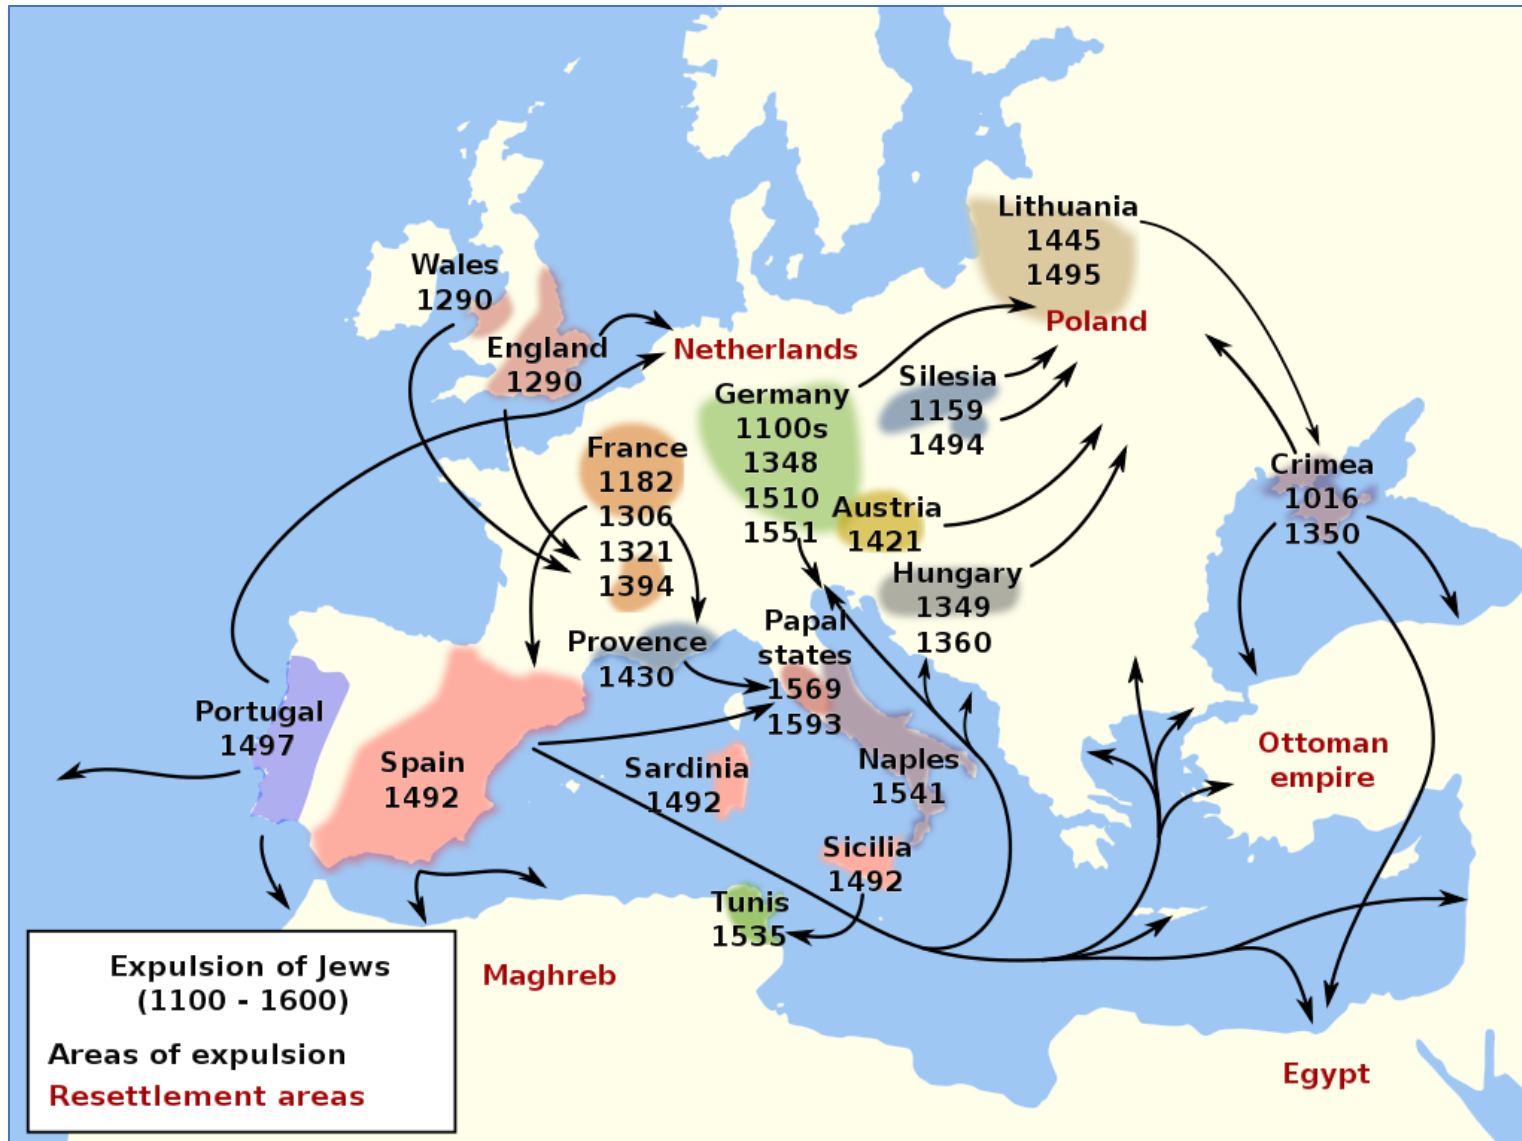 Lithuania
1445
1495
Wales
1290
England
1290
Netherlands
Poland
Silesia
1159
1494
Germany
1100s
1348
1510
1551
France
1182
1306
1321
1394
Austria
1421
Crimea
1016
1350
Hungary
1349
1360
Papal
states
1569
1593
Provence
1430
Portugal
1497
Spain
1492
Sardinia
1492
Naples
1541
Ottoman
empire
Sicilia
1492
Tunis
1535
Maghreb
Egypt
Expulsion of Jews
(1100 - 1600)
Areas of expulsion
Resettlement areas